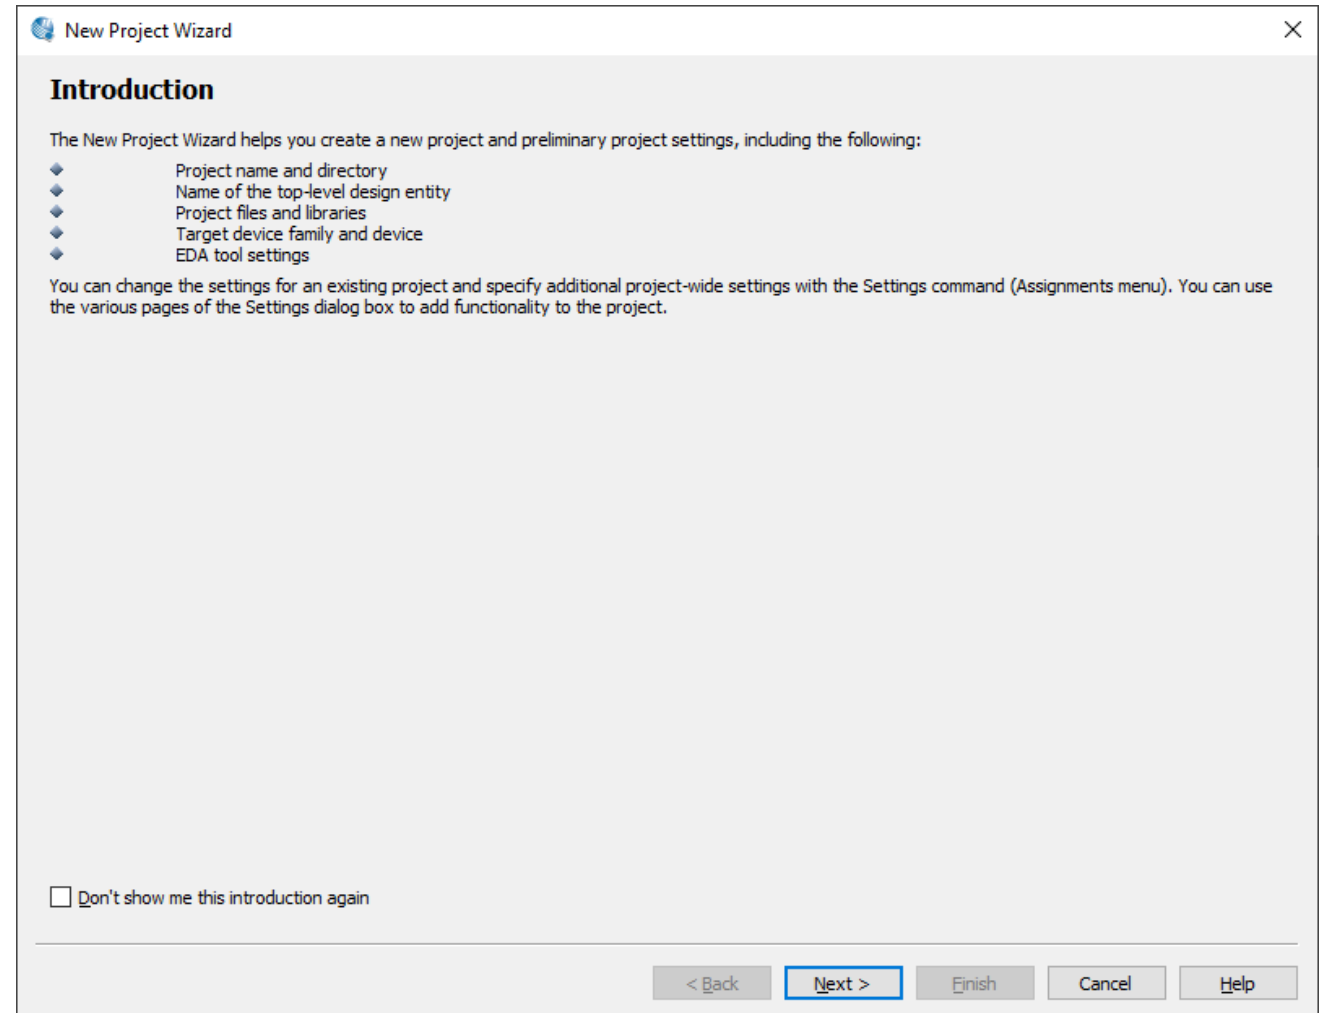 New Project Wizard
Introduction
The New Project Wizard helps you create a new project and preliminary project settings, including the following:
Project name and directory
Name of the top-level design entity
Project files and libraries
Target device family and device
EDA tool settings
You can change the settings for an existing project and specify additional project-wide settings with the Settings command (Assignments menu). You can use
the various pages of the Settings dialog box to add functionality to the project.
Don't show me this introduction again
< Back Next > Finish Cancel Help